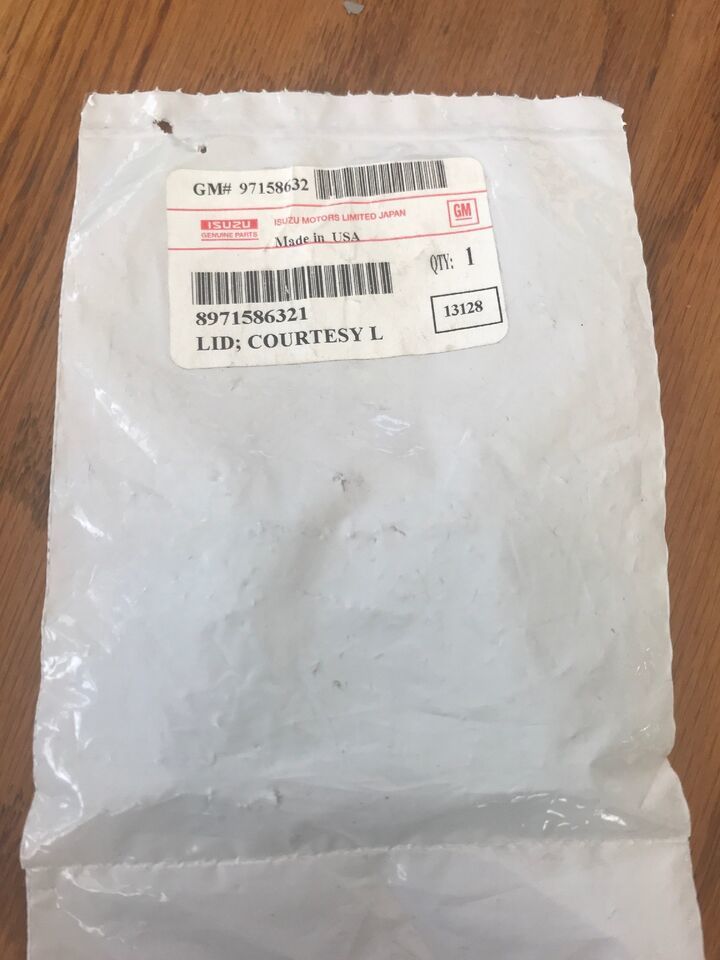 GM# 97158632
ISUZU
GENUINE PARTS
ISUZU MOTORS LIMITED JAPAN
GM
Made in USA
QTY: 1
8971586321
13128
LID; COURTESY L